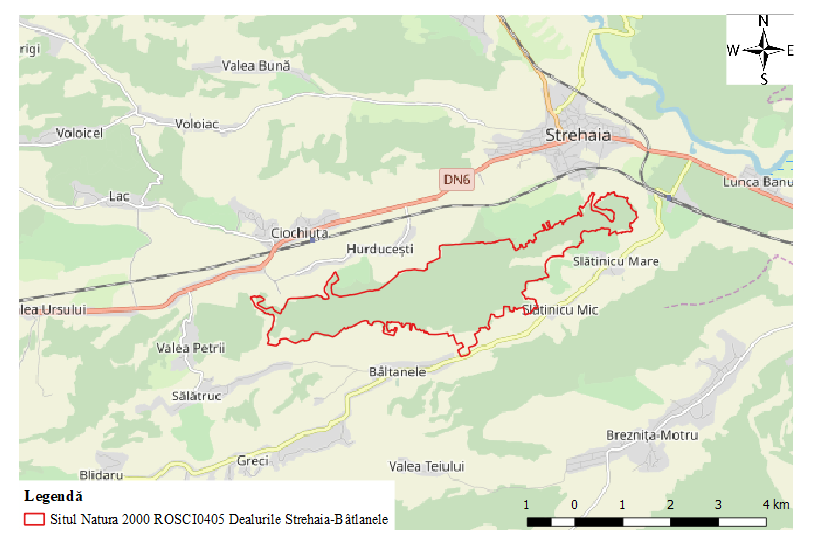 N
W E
S
rigi
Valea Bună
Voloiac
Voloicel
Strehaia
DN6
Lunca Banu
Lac
Ciochiuța
Hurducești
Slătinicu Mare
lea Ursului
Slătinicu Mic
Valea Petrii
Bâltanele
Sălătruc
Breznița-Motru
Greci
Valea Teiului
Blidaru
Legendă
Situl Natura 2000 ROSCI0405 Dealurile Strehaia-Bâtlanele
1 0 1 2 3 4 km